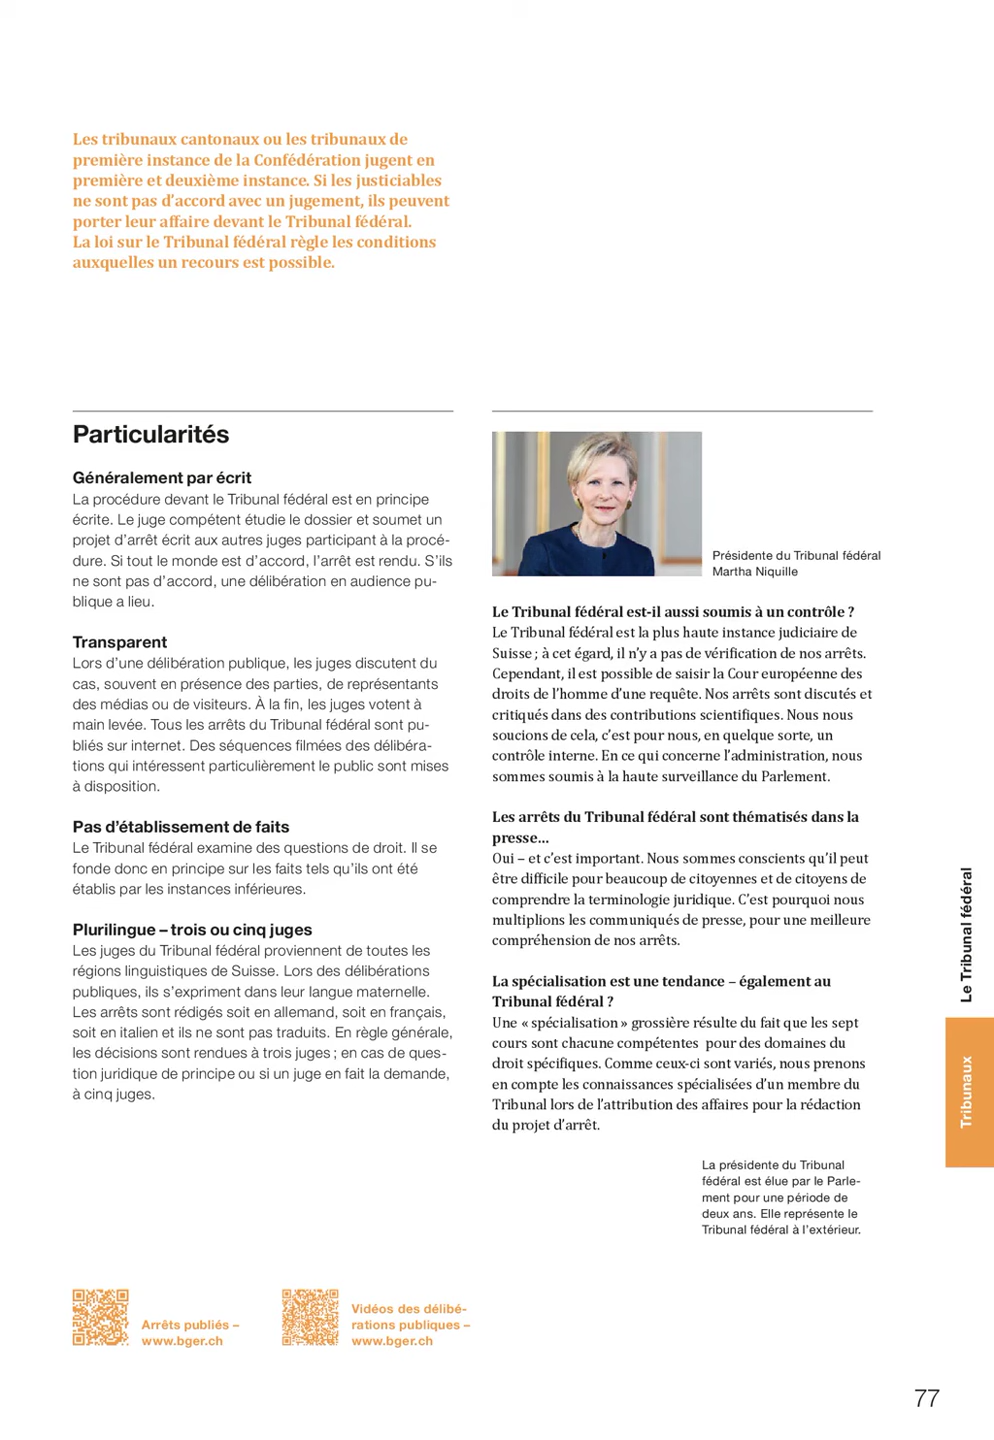 Les tribunaux cantonaux ou les tribunaux de
première instance de la Confédération jugent en
première et deuxième instance. Si les justiciables
ne sont pas d’accord avec un jugement, ils peuvent
porter leur affaire devant le Tribunal fédéral.
La loi sur le Tribunal fédéral règle les conditions
auxquelles un recours est possible.
Particularités
Généralement par écrit
La procédure devant le Tribunal fédéral est en principe
écrite. Le juge compétent étudie le dossier et soumet un
projet d’arrêt écrit aux autres juges participant à la procé-
dure. Si tout le monde est d’accord, l’arrêt est rendu. S’ils
ne sont pas d’accord, une délibération en audience pu-
blique a lieu.
Transparent
Lors d’une délibération publique, les juges discutent du
cas, souvent en présence des parties, de représentants
des médias ou de visiteurs. À la fin, les juges votent à
main levée. Tous les arrêts du Tribunal fédéral sont pu-
bliés sur internet. Des séquences filmées des délibéra-
tions qui intéressent particulièrement le public sont mises
à disposition.
Pas d’établissement de faits
Le Tribunal fédéral examine des questions de droit. Il se
fonde donc en principe sur les faits tels qu’ils ont été
établis par les instances inférieures.
Plurilingue – trois ou cinq juges
Les juges du Tribunal fédéral proviennent de toutes les
régions linguistiques de Suisse. Lors des délibérations
publiques, ils s’expriment dans leur langue maternelle.
Les arrêts sont rédigés soit en allemand, soit en français,
soit en italien et ils ne sont pas traduits. En règle générale,
les décisions sont rendues à trois juges ; en cas de ques-
tion juridique de principe ou si un juge en fait la demande,
à cinq juges.
Présidente du Tribunal fédéral
Martha Niquille
Le Tribunal fédéral est-il aussi soumis à un contrôle ?
Le Tribunal fédéral est la plus haute instance judiciaire de
Suisse ; à cet égard, il n’y a pas de vérification de nos arrêts.
Cependant, il est possible de saisir la Cour européenne des
droits de l’homme d’une requête. Nos arrêts sont discutés et
critiqués dans des contributions scientifiques. Nous nous
soucions de cela, c’est pour nous, en quelque sorte, un
contrôle interne. En ce qui concerne l’administration, nous
sommes soumis à la haute surveillance du Parlement.
Les arrêts du Tribunal fédéral sont thématisés dans la
presse...
Oui – et c’est important. Nous sommes conscients qu’il peut
être difficile pour beaucoup de citoyennes et de citoyens de
comprendre la terminologie juridique. C’est pourquoi nous
multiplions les communiqués de presse, pour une meilleure
compréhension de nos arrêts.
La spécialisation est une tendance – également au
Tribunal fédéral ?
Une « spécialisation » grossière résulte du fait que les sept
cours sont chacune compétentes pour des domaines du
droit spécifiques. Comme ceux-ci sont variés, nous prenons
en compte les connaissances spécialisées d’un membre du
Tribunal lors de l’attribution des affaires pour la rédaction
du projet d’arrêt.
La présidente du Tribunal
fédéral est élue par le Parle-
ment pour une période de
deux ans. Elle représente le
Tribunal fédéral à l’extérieur.
Le Tribunal fédéral
Tribunaux
Arrêts publiés –
www.bger.ch
Vidéos des délibé-
rations publiques –
www.bger.ch
77